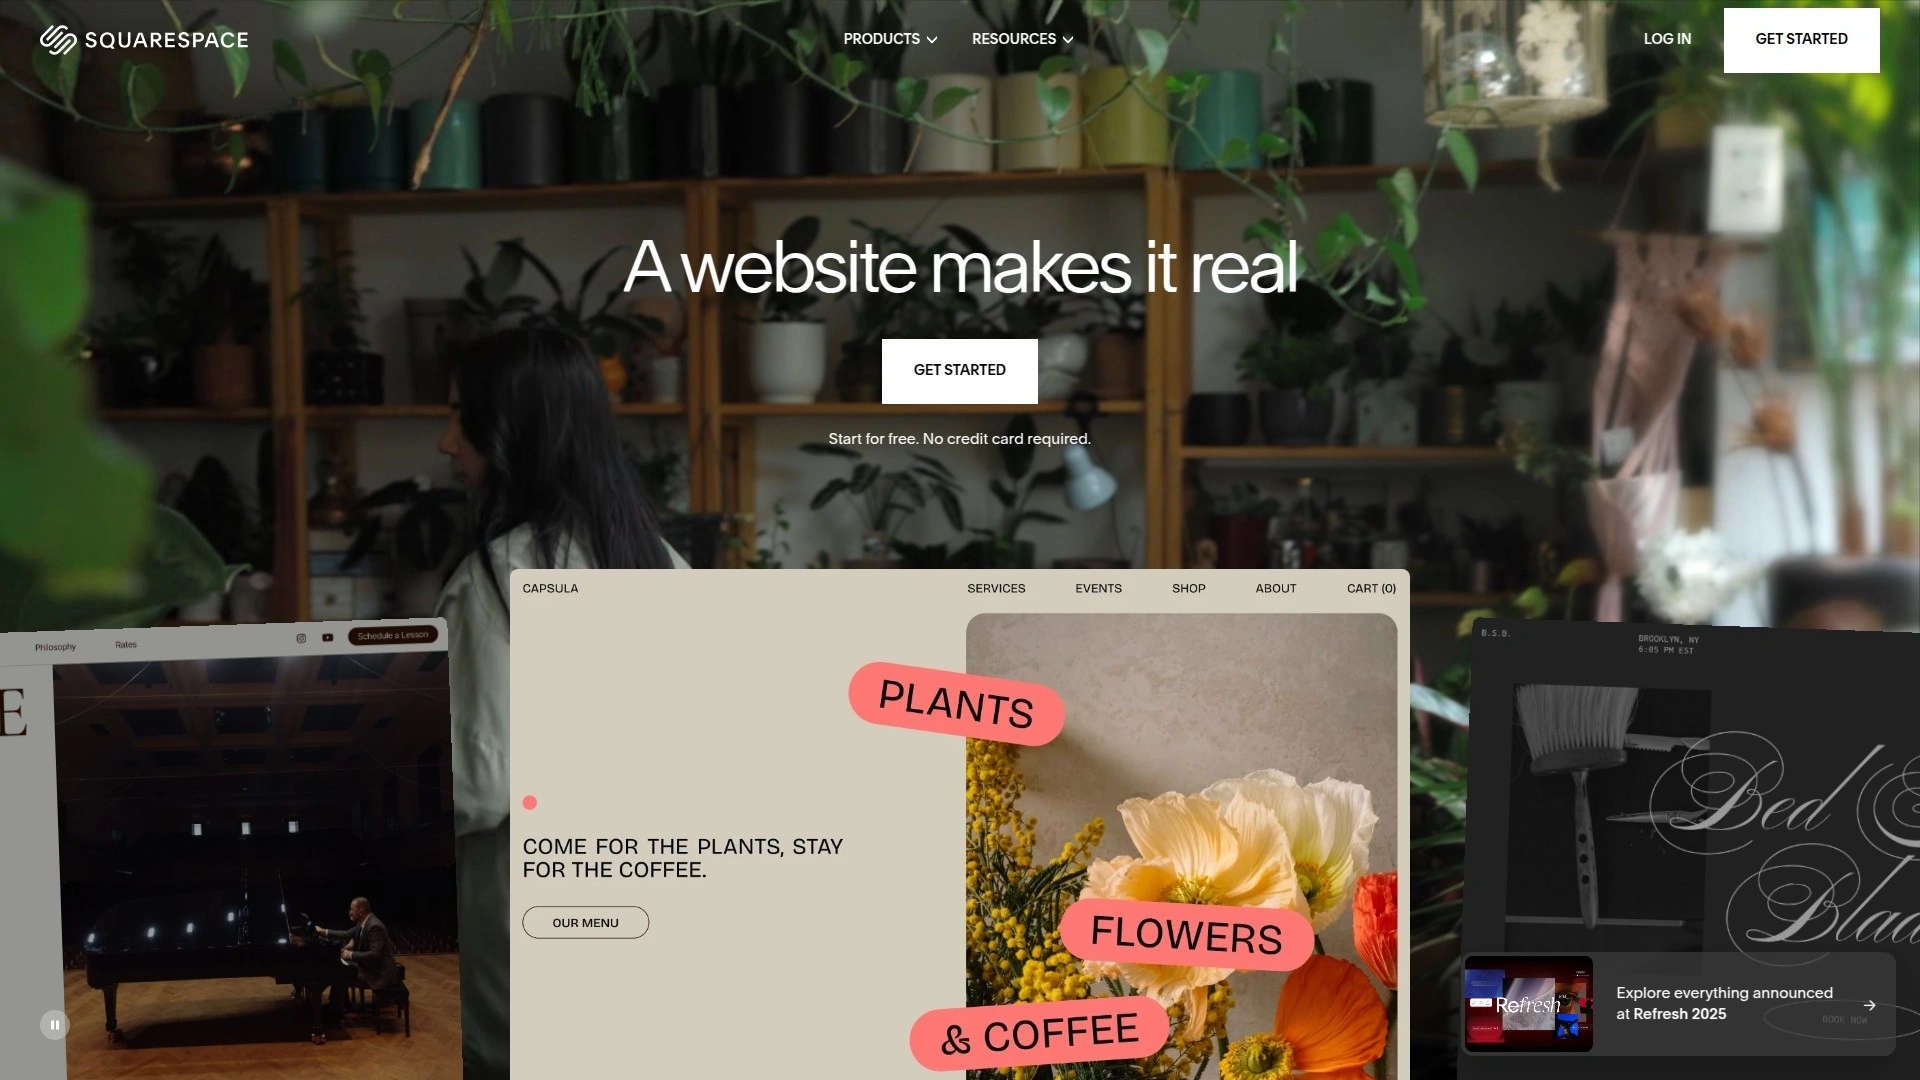 SQUARESPACE
PRODUCTS
RESOURCES
LOG IN
GET STARTED
A website makes it real
GET STARTED
Start for free. No credit card required.
Philosophy
Rates
Schedule a Lesson
E
CAPSULA
SERVICES
EVENTS
SHOP
ABOUT
CART (0)
PLANTS
COME FOR THE PLANTS, STAY
FOR THE COFFEE.
OUR MENU
FLOWERS
& COFFEE
B.S.B.
BROOKLYN, NY
6:05 PM EST
Bed
Blad
BOOK NOW
Refresh
Explore everything announced
at Refresh 2025